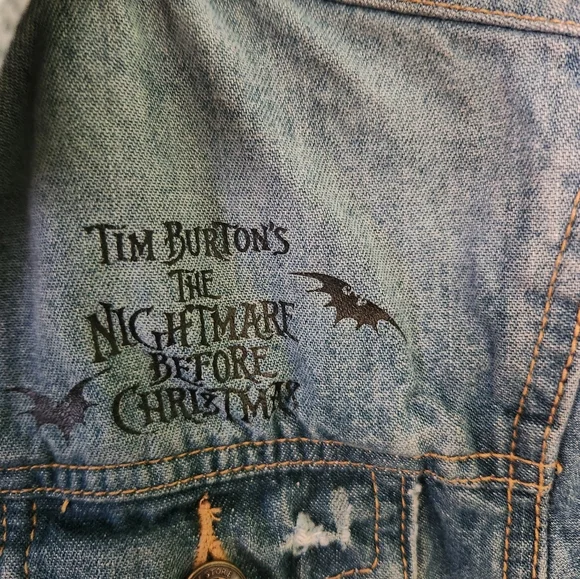 TIM BURTON'S
THE
NIGHTMARE
BEFORE
CHRISTMAS